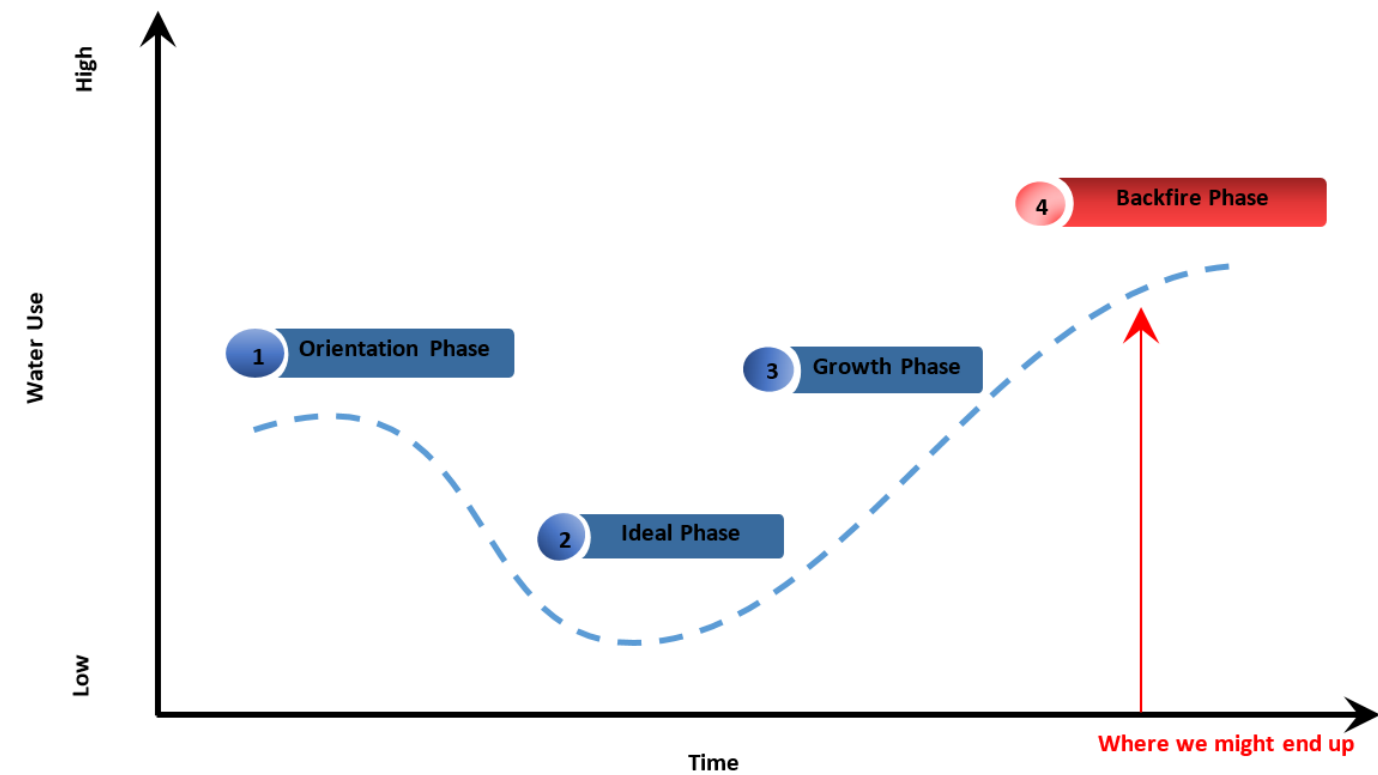 High
4
Backfire Phase
Water Use
1
Orientation Phase
3
Growth Phase
2
Ideal Phase
Low
Where we might end up
Time